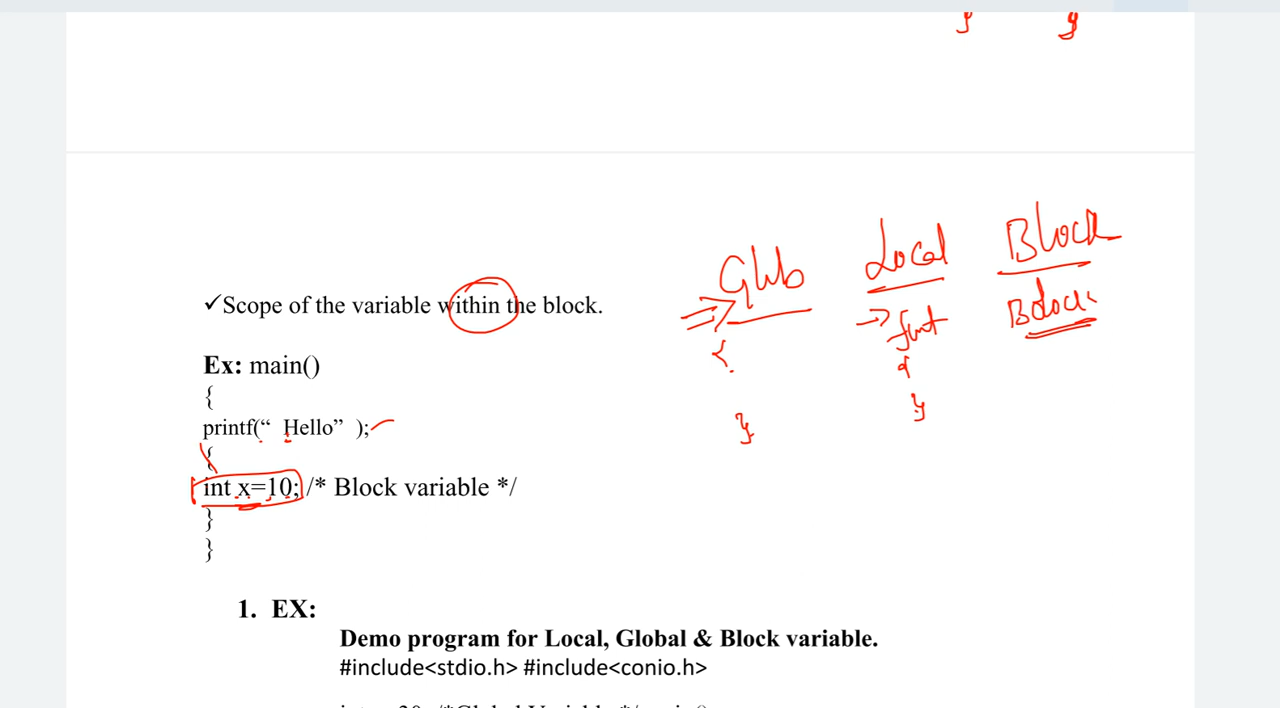 Glob Local Block
✓Scope of the variable within the block.
Block
Ex: main()
{
{
}
printf(“ Hello” );
}
{
int x=10; /* Block variable */
}
}
1. EX:
Demo program for Local, Global & Block variable.
#include<stdio.h> #include<conio.h>